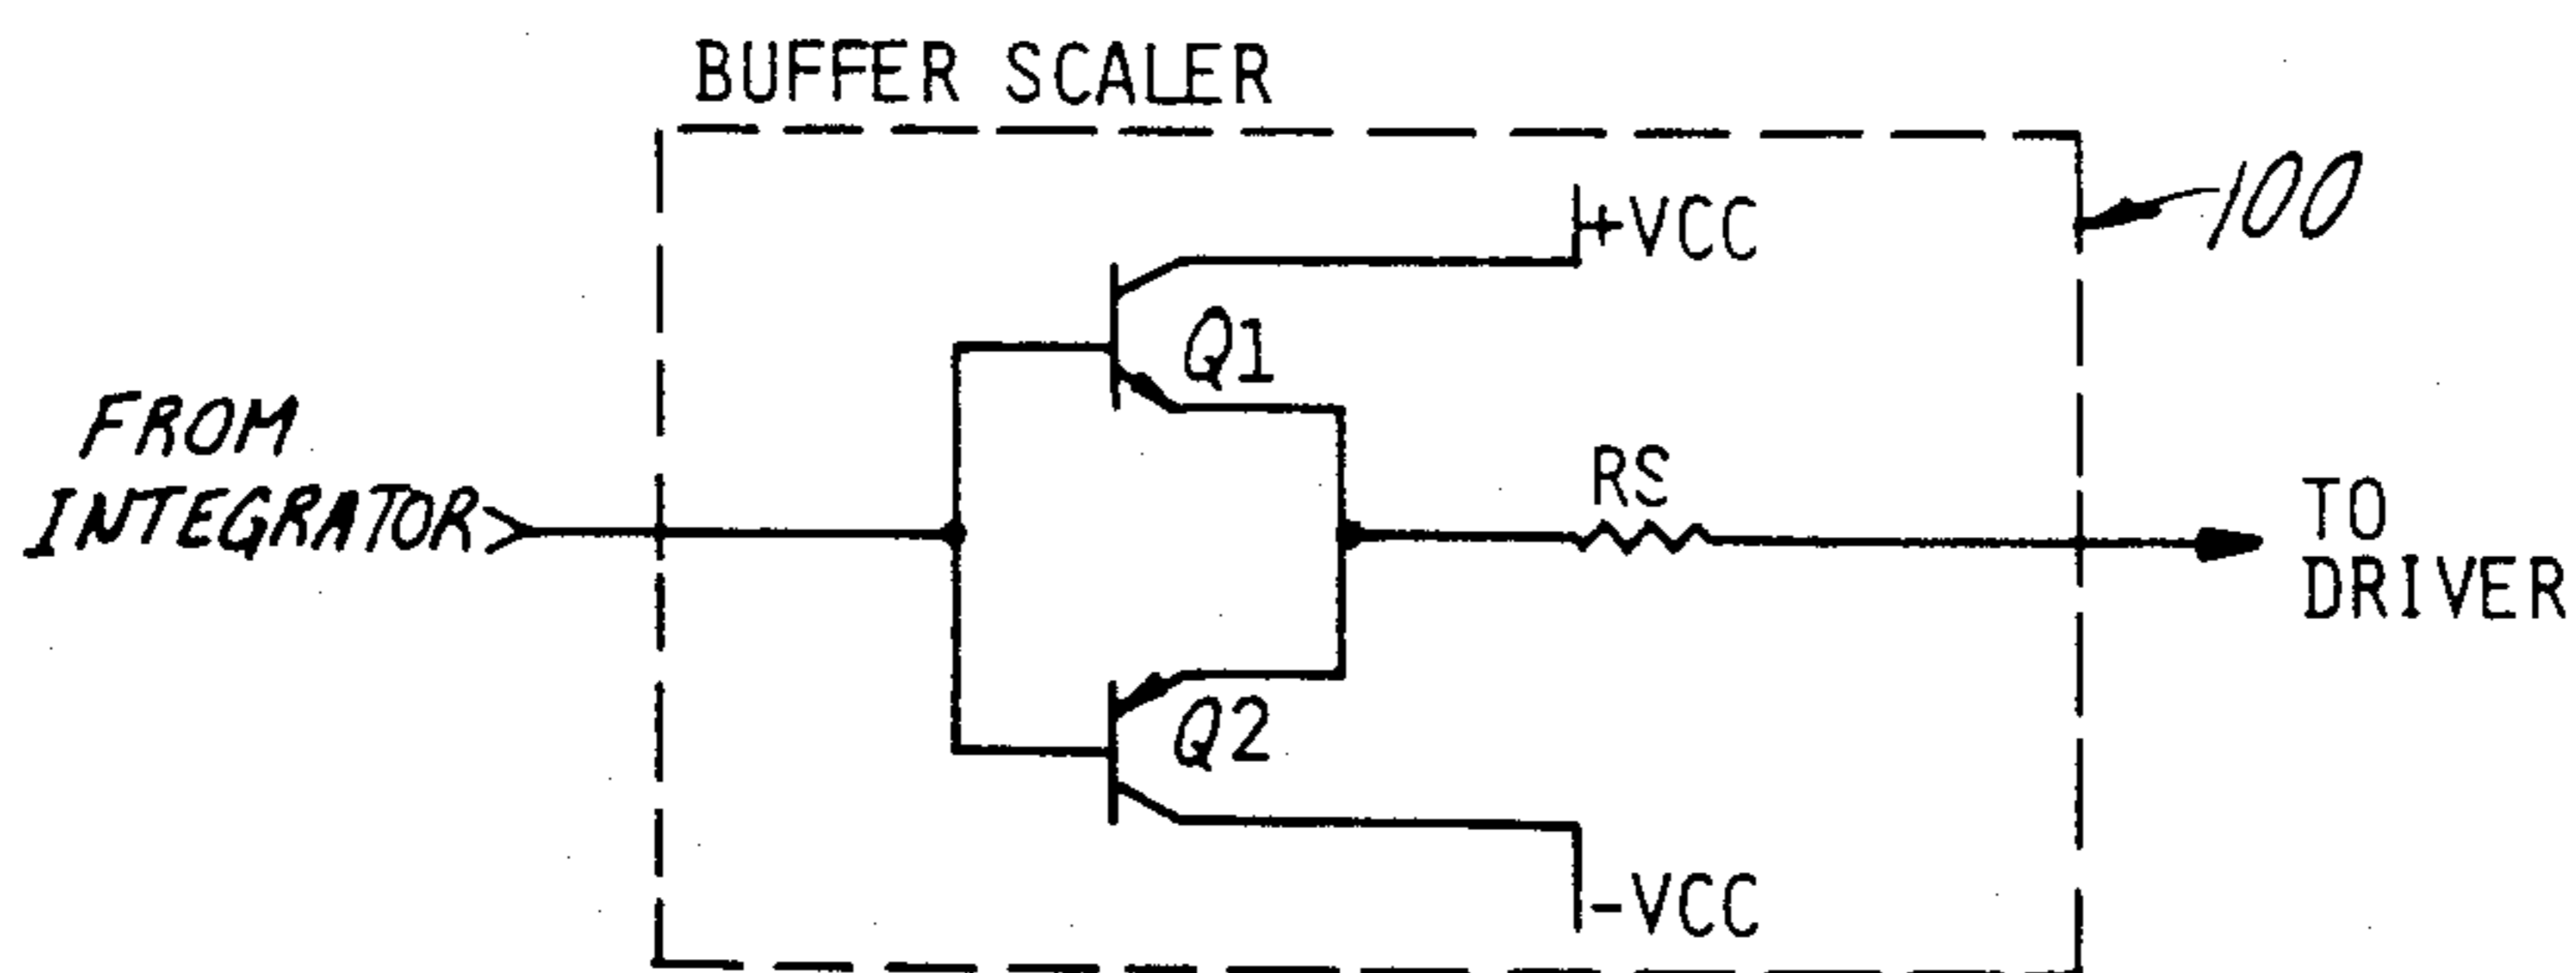 BUFFER SCALER
100
+VCC
Q1
FROM
INTEGRATOR
RS
TO
DRIVER
Q2
-VCC